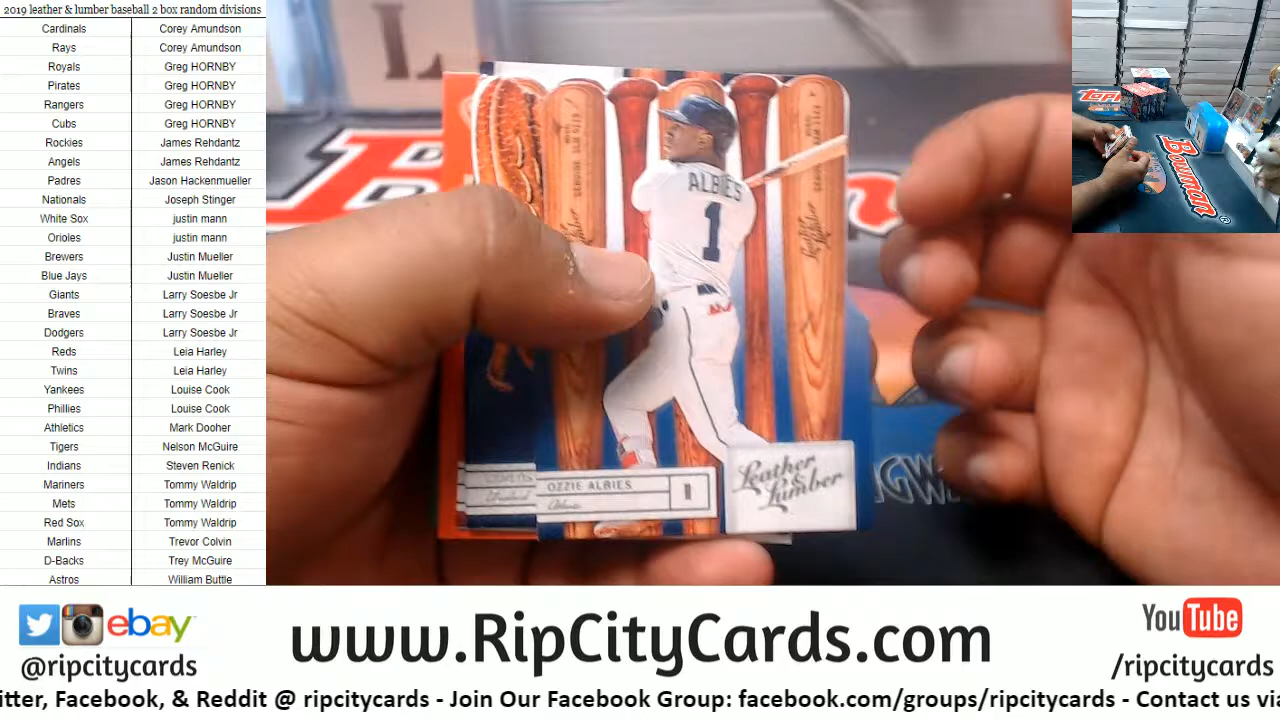 2019 leather & lumber baseball 2 box random divisions
Cardinals Corey Amundson
Rays Corey Amundson
Royals Greg HORNBY
Pirates Greg HORNBY
Rangers Greg HORNBY
Cubs Greg HORNBY
Rockies James Rehdantz
Angels James Rehdantz
Padres Jason Hackenmueller
Nationals Joseph Stinger
White Sox justin mann
Orioles justin mann
Brewers Justin Mueller
Blue Jays Justin Mueller
Giants Larry Soesbe Jr
Braves Larry Soesbe Jr
Dodgers Larry Soesbe Jr
Reds Leia Harley
Twins Leia Harley
Yankees Louise Cook
Phillies Louise Cook
Athletics Mark Dooher
Tigers Nelson McGuire
Indians Steven Renick
Mariners Tommy Waldrip
Mets Tommy Waldrip
Red Sox Tommy Waldrip
Marlins Trevor Colvin
D-Backs Trey McGuire
Astros William Buttle
ALBIES
1
OZZIE ALBIES
Atlanta
II
Leather
&
Lumber
Bowman
ebay
@ripcitycards
www.RipCityCards.com
YouTube
/ripcitycards
itter, Facebook, & Reddit @ ripcitycards - Join Our Facebook Group: facebook.com/groups/ripcitycards - Contact us via